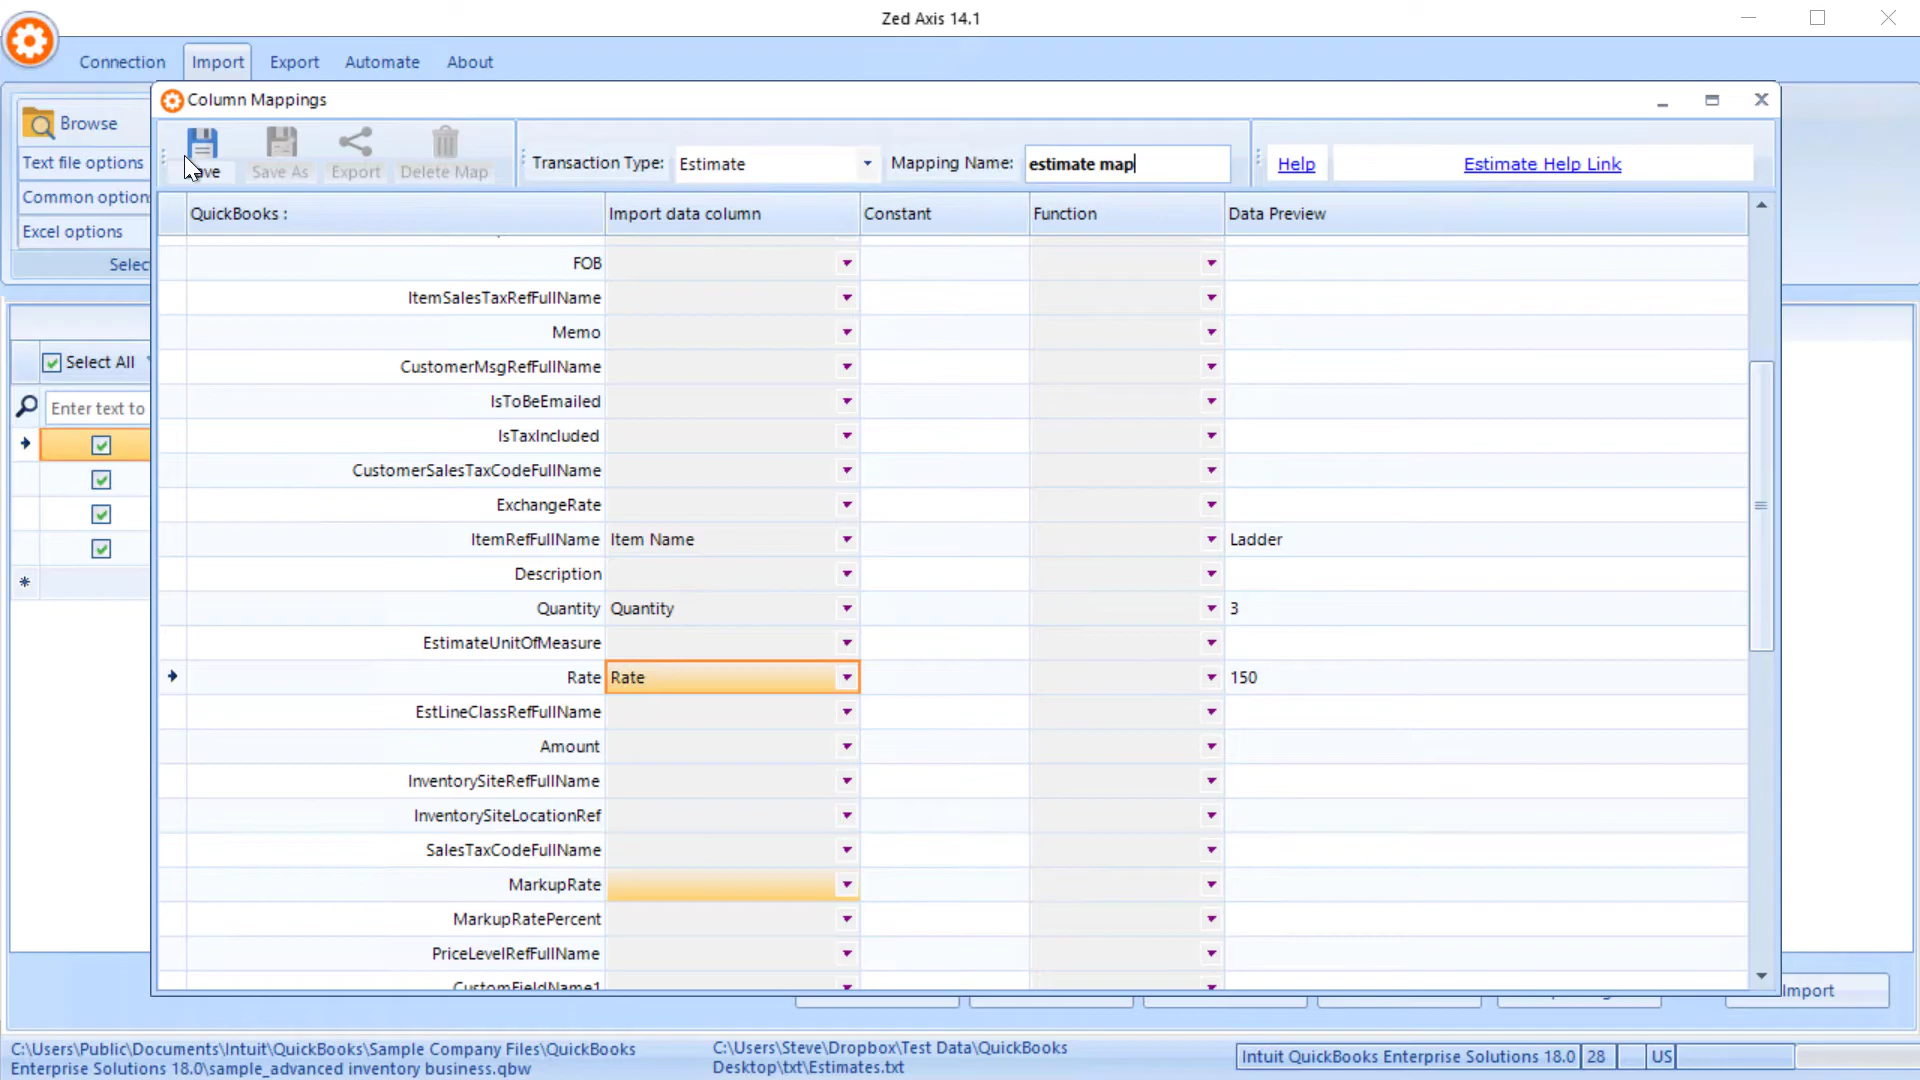 Zed Axis 14.1
Connection Import Export Automate About
Column Mappings
Browse
Text file options
Common option
Excel options
Selec
Save Save As Export Delete Map
Transaction Type: Estimate Mapping Name: estimate map Help Estimate Help Link
QuickBooks : Import data column Constant Function Data Preview
FOB
ItemSalesTaxRefFullName
Memo
CustomerMsgRefFullName
IsToBeEmailed
IsTaxIncluded
CustomerSalesTaxCodeFullName
ExchangeRate
ItemRefFullName Item Name Ladder
Description
Quantity Quantity 3
EstimateUnitOfMeasure
Rate Rate 150
EstLineClassRefFullName
Amount
InventorySiteRefFullName
InventorySiteLocationRef
SalesTaxCodeFullName
MarkupRate
MarkupRatePercent
PriceLevelRefFullName
CustomFieldName1
Select All
Enter text to
Import
C:\Users\Public\Documents\Intuit\QuickBooks\Sample Company Files\QuickBooks
Enterprise Solutions 18.0\sample_advanced inventory business.qbw
C:\Users\Steve\Dropbox\Test Data\QuickBooks
Desktop\txt\Estimates.txt
Intuit QuickBooks Enterprise Solutions 18.0 28 US